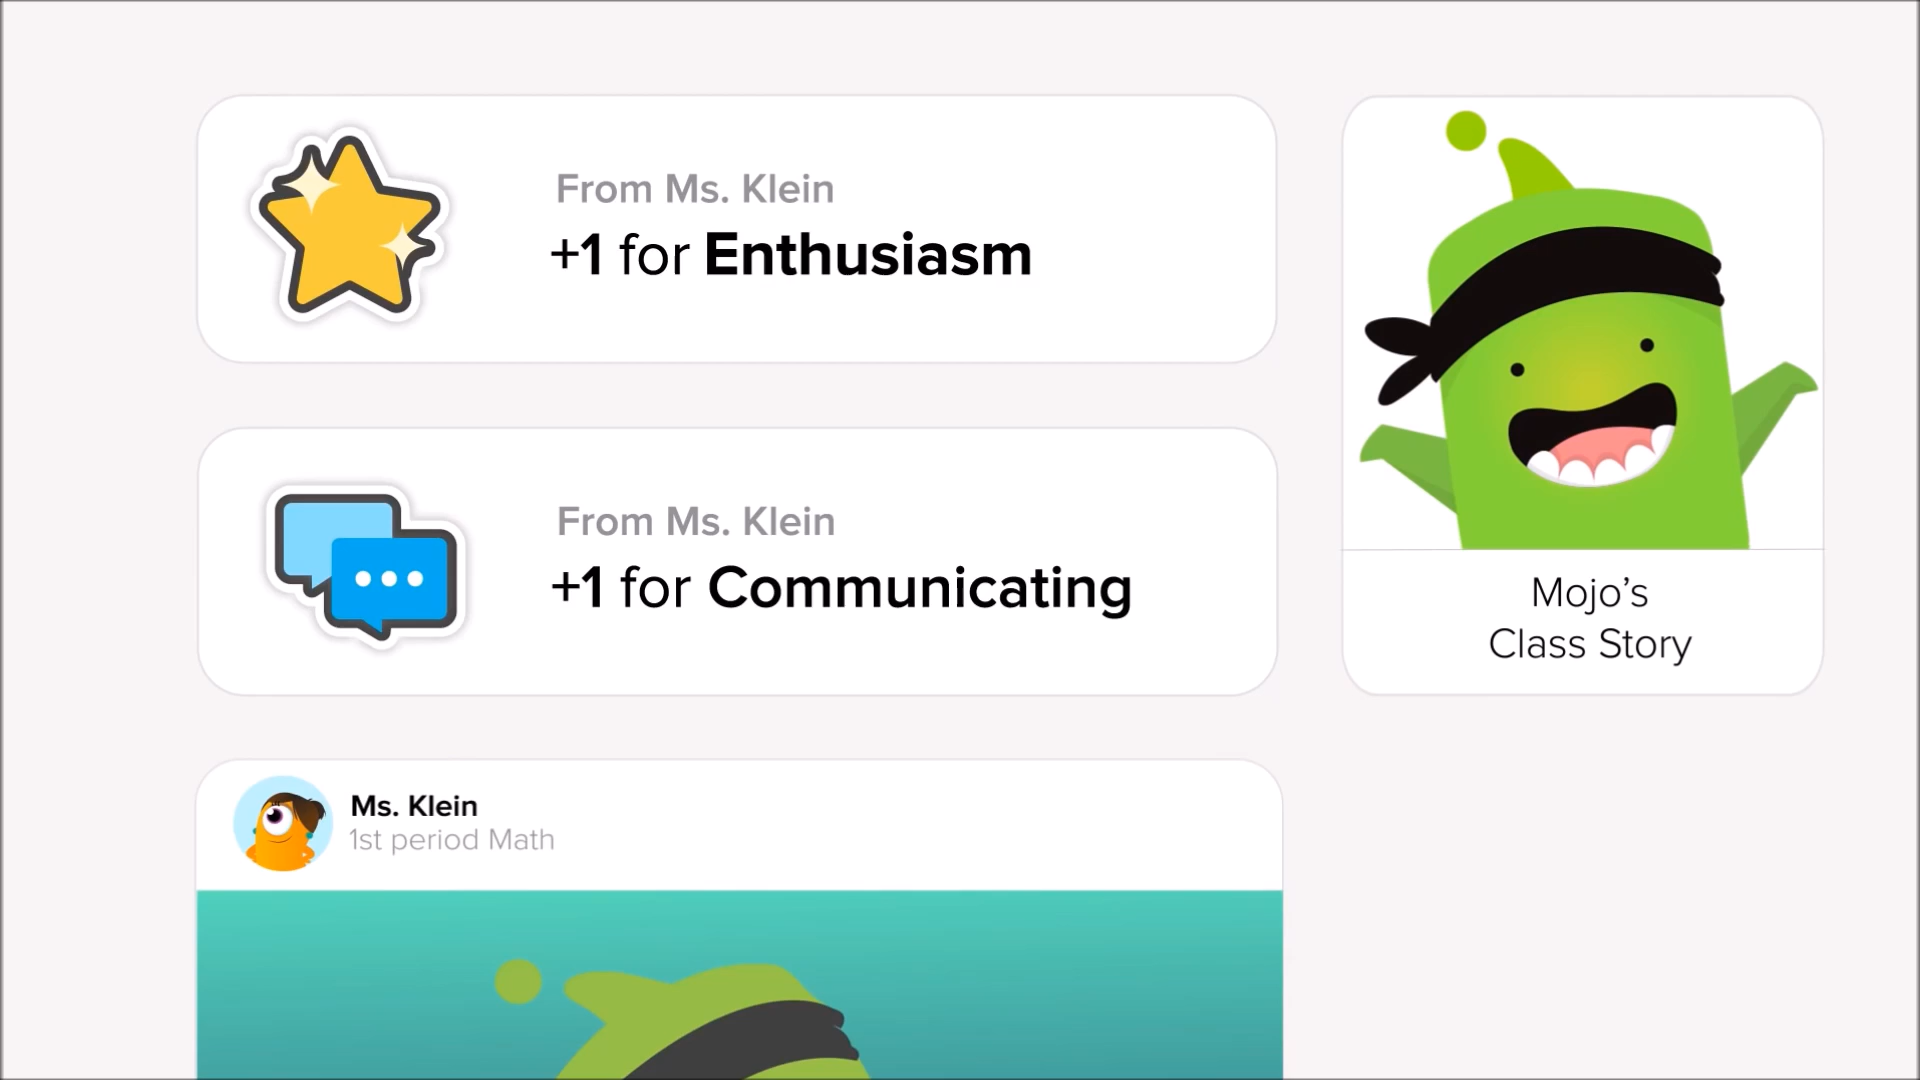 From Ms. Klein
+1 for Enthusiasm
From Ms. Klein
+1 for Communicating
Mojo’s
Class Story
Ms. Klein
1st period Math